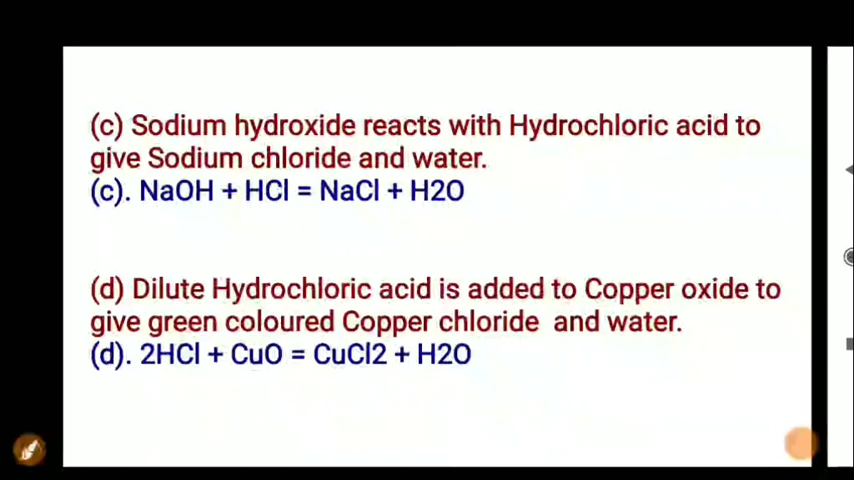 (c) Sodium hydroxide reacts with Hydrochloric acid to
give Sodium chloride and water.
(c). NaOH + HCl = NaCl + H2O
(d) Dilute Hydrochloric acid is added to Copper oxide to
give green coloured Copper chloride and water.
(d). 2HCl + CuO = CuCl2 + H2O